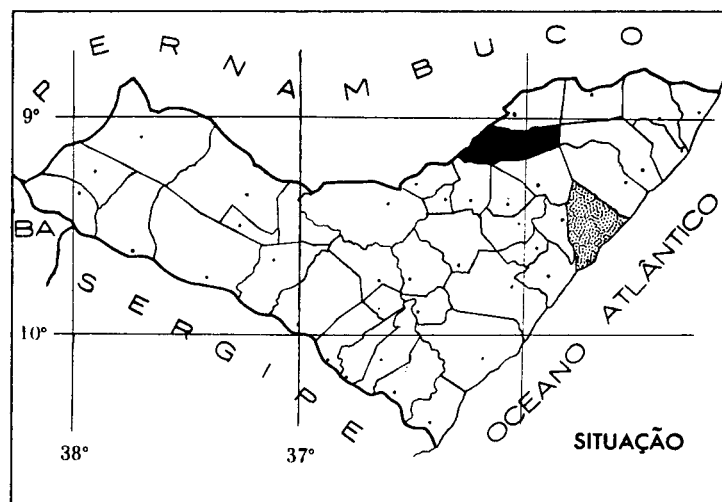 PERNAMBUCO
9°
BA
SERGIPE
OCEANO ATLÂNTICO
10°
38°
37°
SITUAÇÃO